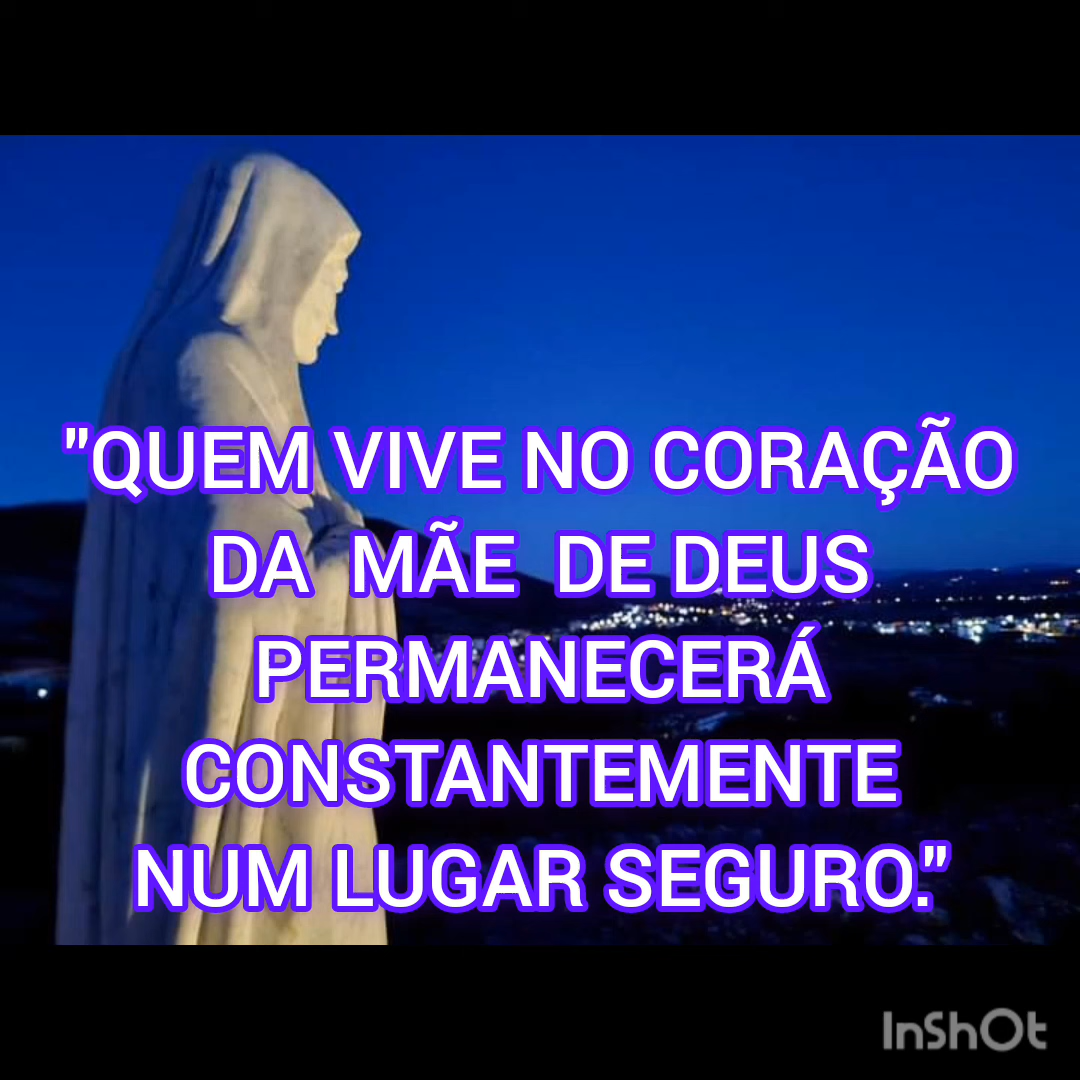 "QUEM VIVE NO CORAÇÃO
DA MÃE DE DEUS
PERMANECERÁ
CONSTANTEMENTE
NUM LUGAR SEGURO."
InShOt